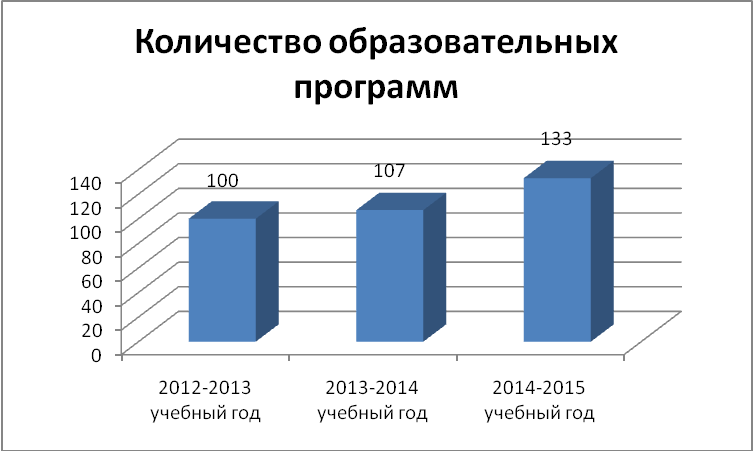 Количество образовательных
программ
133
107
100
140
120
100
80
60
40
20
0
2012-2013
учебный год
2013-2014
учебный год
2014-2015
учебный год